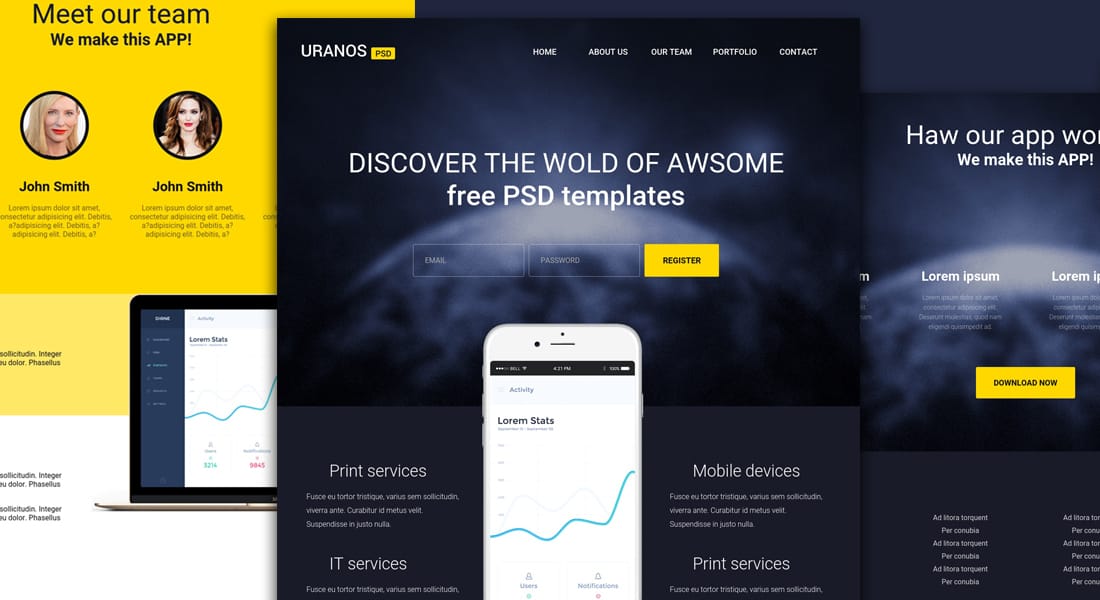 Meet our team
We make this APP!
John Smith
Lorem ipsum dolor sit amet,
consectetur adipisicing elit. Debitis,
a?adipisicing elit. Debitis, a?
adipisicing elit. Debitis, a?
John Smith
Lorem ipsum dolor sit amet,
consectetur adipisicing elit. Debitis,
a?adipisicing elit. Debitis, a?
adipisicing elit. Debitis, a?
sollicitudin. Integer
eu dolor. Phasellus
sollicitudin. Integer
eu dolor. Phasellus
sollicitudin. Integer
eu dolor. Phasellus
DIONE
Activity
Lorem Stats
Users
3214
Notifications
9845
URANOS PSD
HOME ABOUT US OUR TEAM PORTFOLIO CONTACT
DISCOVER THE WOLD OF AWSOME
free PSD templates
EMAIL PASSWORD REGISTER
BELL 4:21 PM 100%
Activity
Lorem Stats
Users Notifications
Print services
Fusce eu tortor tristique, varius sem sollicitudin,
viverra ante. Curabitur id metus velit.
Suspendisse in justo nulla.
IT services
Fusce eu tortor tristique, varius sem sollicitudin,
Mobile devices
Fusce eu tortor tristique, varius sem sollicitudin,
viverra ante. Curabitur id metus velit.
Suspendisse in justo nulla.
Print services
Fusce eu tortor tristique, varius sem sollicitudin,
Haw our app wor
We make this APP!
Lorem ipsum
Lorem ipsum dolor sit amet,
consectetur adipisicing elit.
Deserunt molestias, quod nam
eligendi quisimpedit ad.
Lorem ip
DOWNLOAD NOW
Ad litora torquent
Per conubia
Ad litora torquent
Per conubia
Ad litora torquent
Per conubia
Ad litora tor
Per conu
Ad litora tor
Per conu
Ad litora tor
Per conu